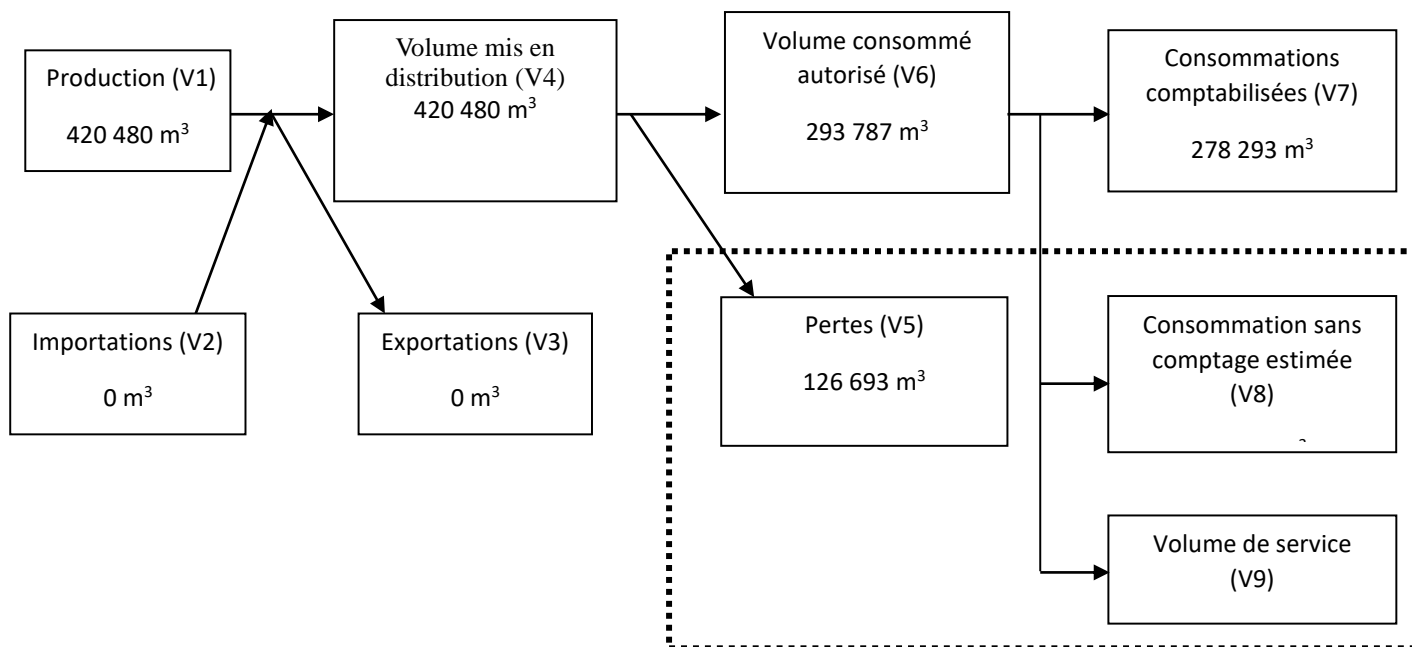 Production (V1)
420 480 m³
Volume mis en
distribution (V4)
420 480 m³
Volume consommé
autorisé (V6)
293 787 m³
Consommations
comptabilisées (V7)
278 293 m³
Importations (V2)
0 m³
Exportations (V3)
0 m³
Pertes (V5)
126 693 m³
Consommation sans
comptage estimée
(V8)
Volume de service
(V9)